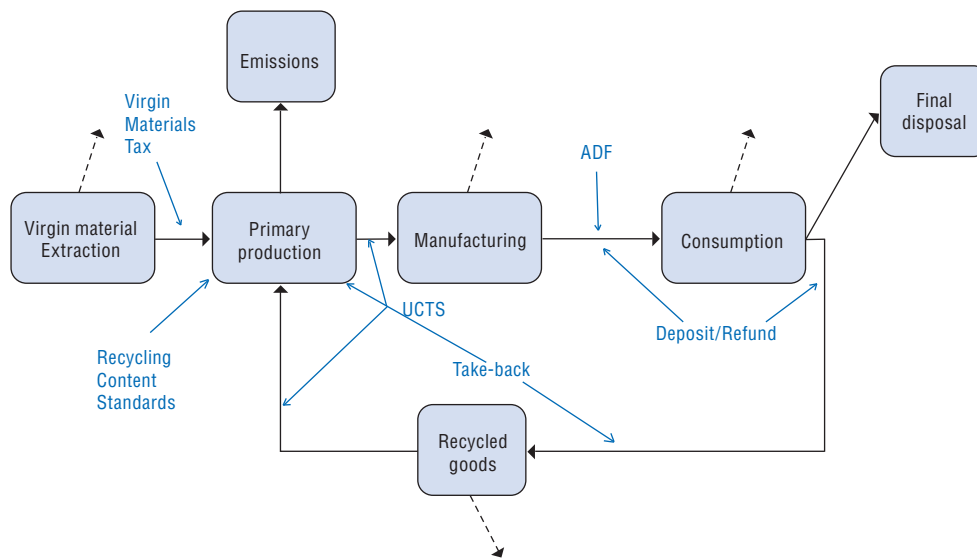 Emissions
Final
disposal
Virgin
Materials
Tax
ADF
Virgin material
Extraction
Primary
production
Manufacturing
Consumption
UCTS
Deposit/Refund
Recycling
Content
Standards
Take-back
Recycled
goods